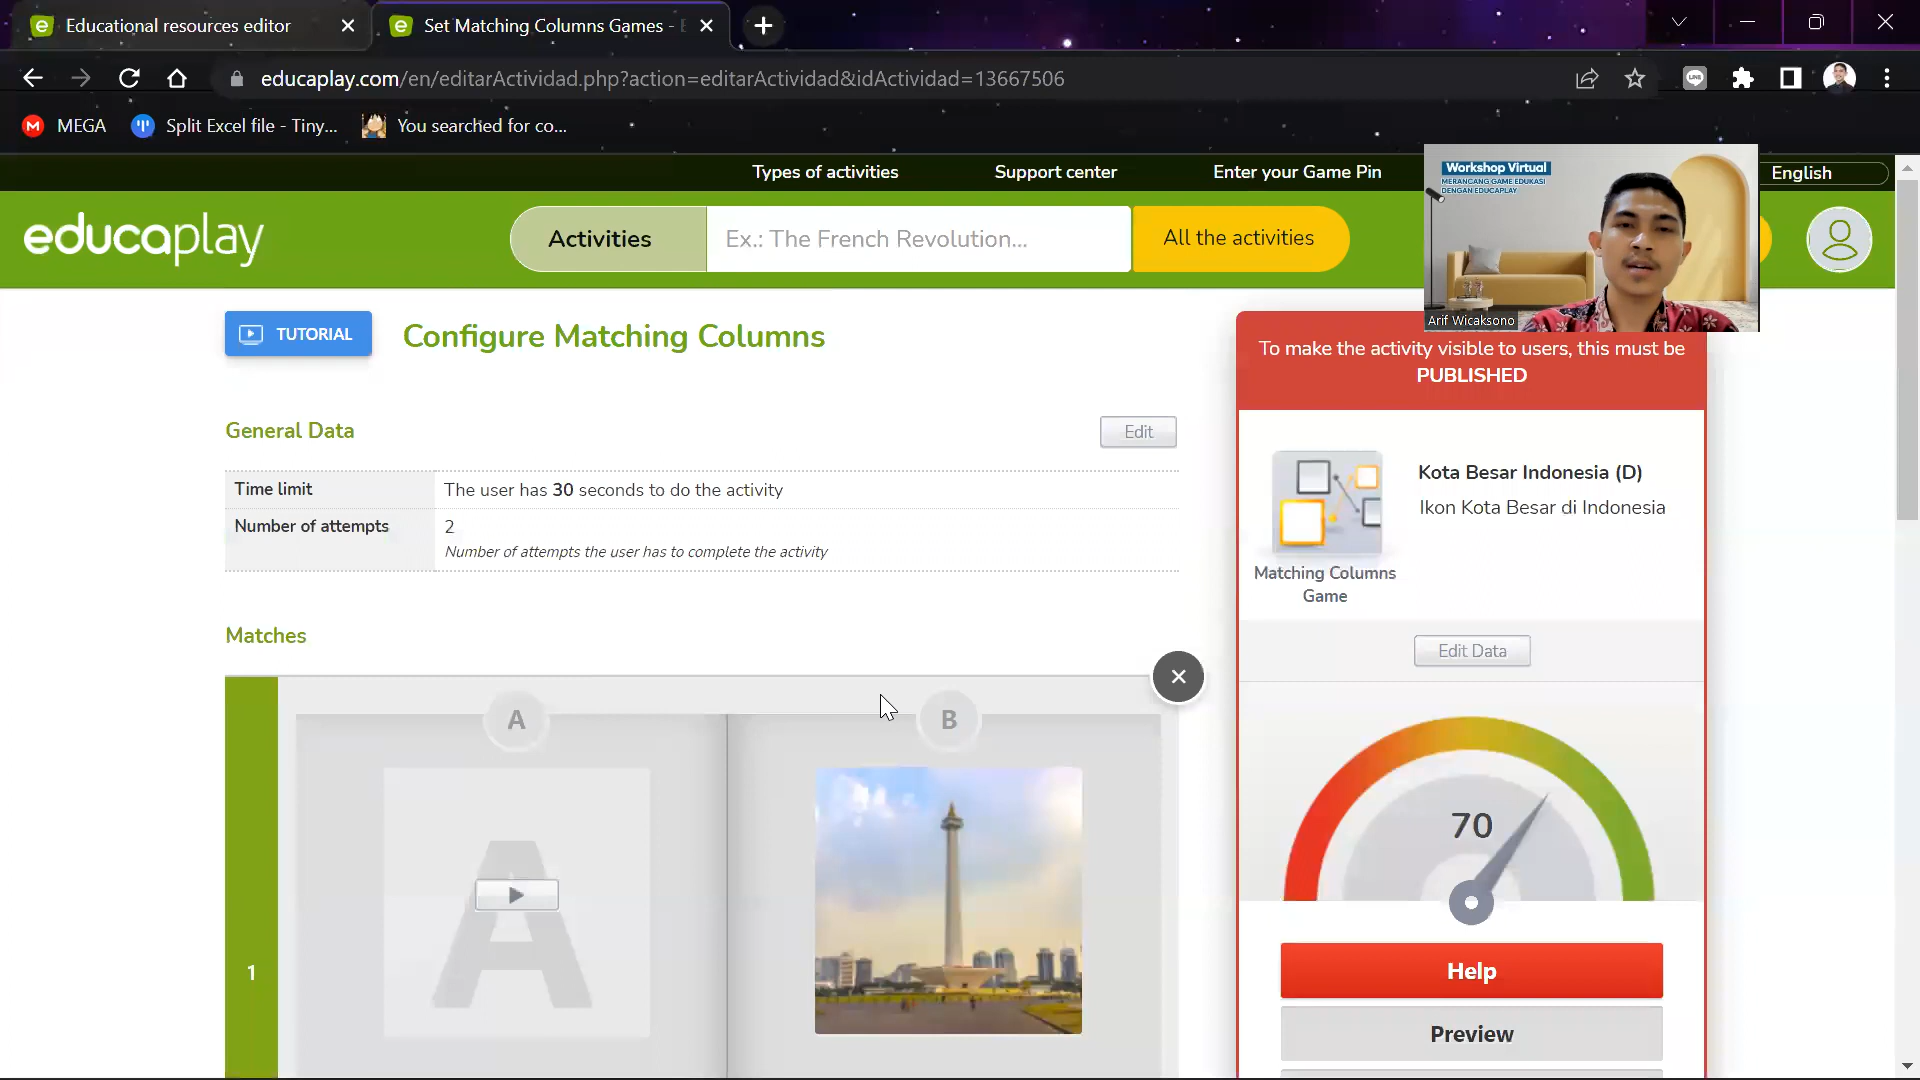 Educational resources editor
Set Matching Columns Games - E
educaplay.com/en/editarActividad.php?action=editarActividad&idActividad=13667506
MEGA
Split Excel file - Tiny...
You searched for co...
Types of activities
Support center
Enter your Game Pin
English
educaplay
Activities
Ex.: The French Revolution...
All the activities
Workshop Virtual
MERANCANG GAME EDUKASI
DENGAN EDUCAPLAY
Arif Wicaksono
TUTORIAL
Configure Matching Columns
To make the activity visible to users, this must be
PUBLISHED
General Data
Edit
Time limit
The user has 30 seconds to do the activity
Number of attempts
2
Number of attempts the user has to complete the activity
Kota Besar Indonesia (D)
Ikon Kota Besar di Indonesia
Matching Columns
Game
Edit Data
Matches
A
B
A
1
70
Help
Preview